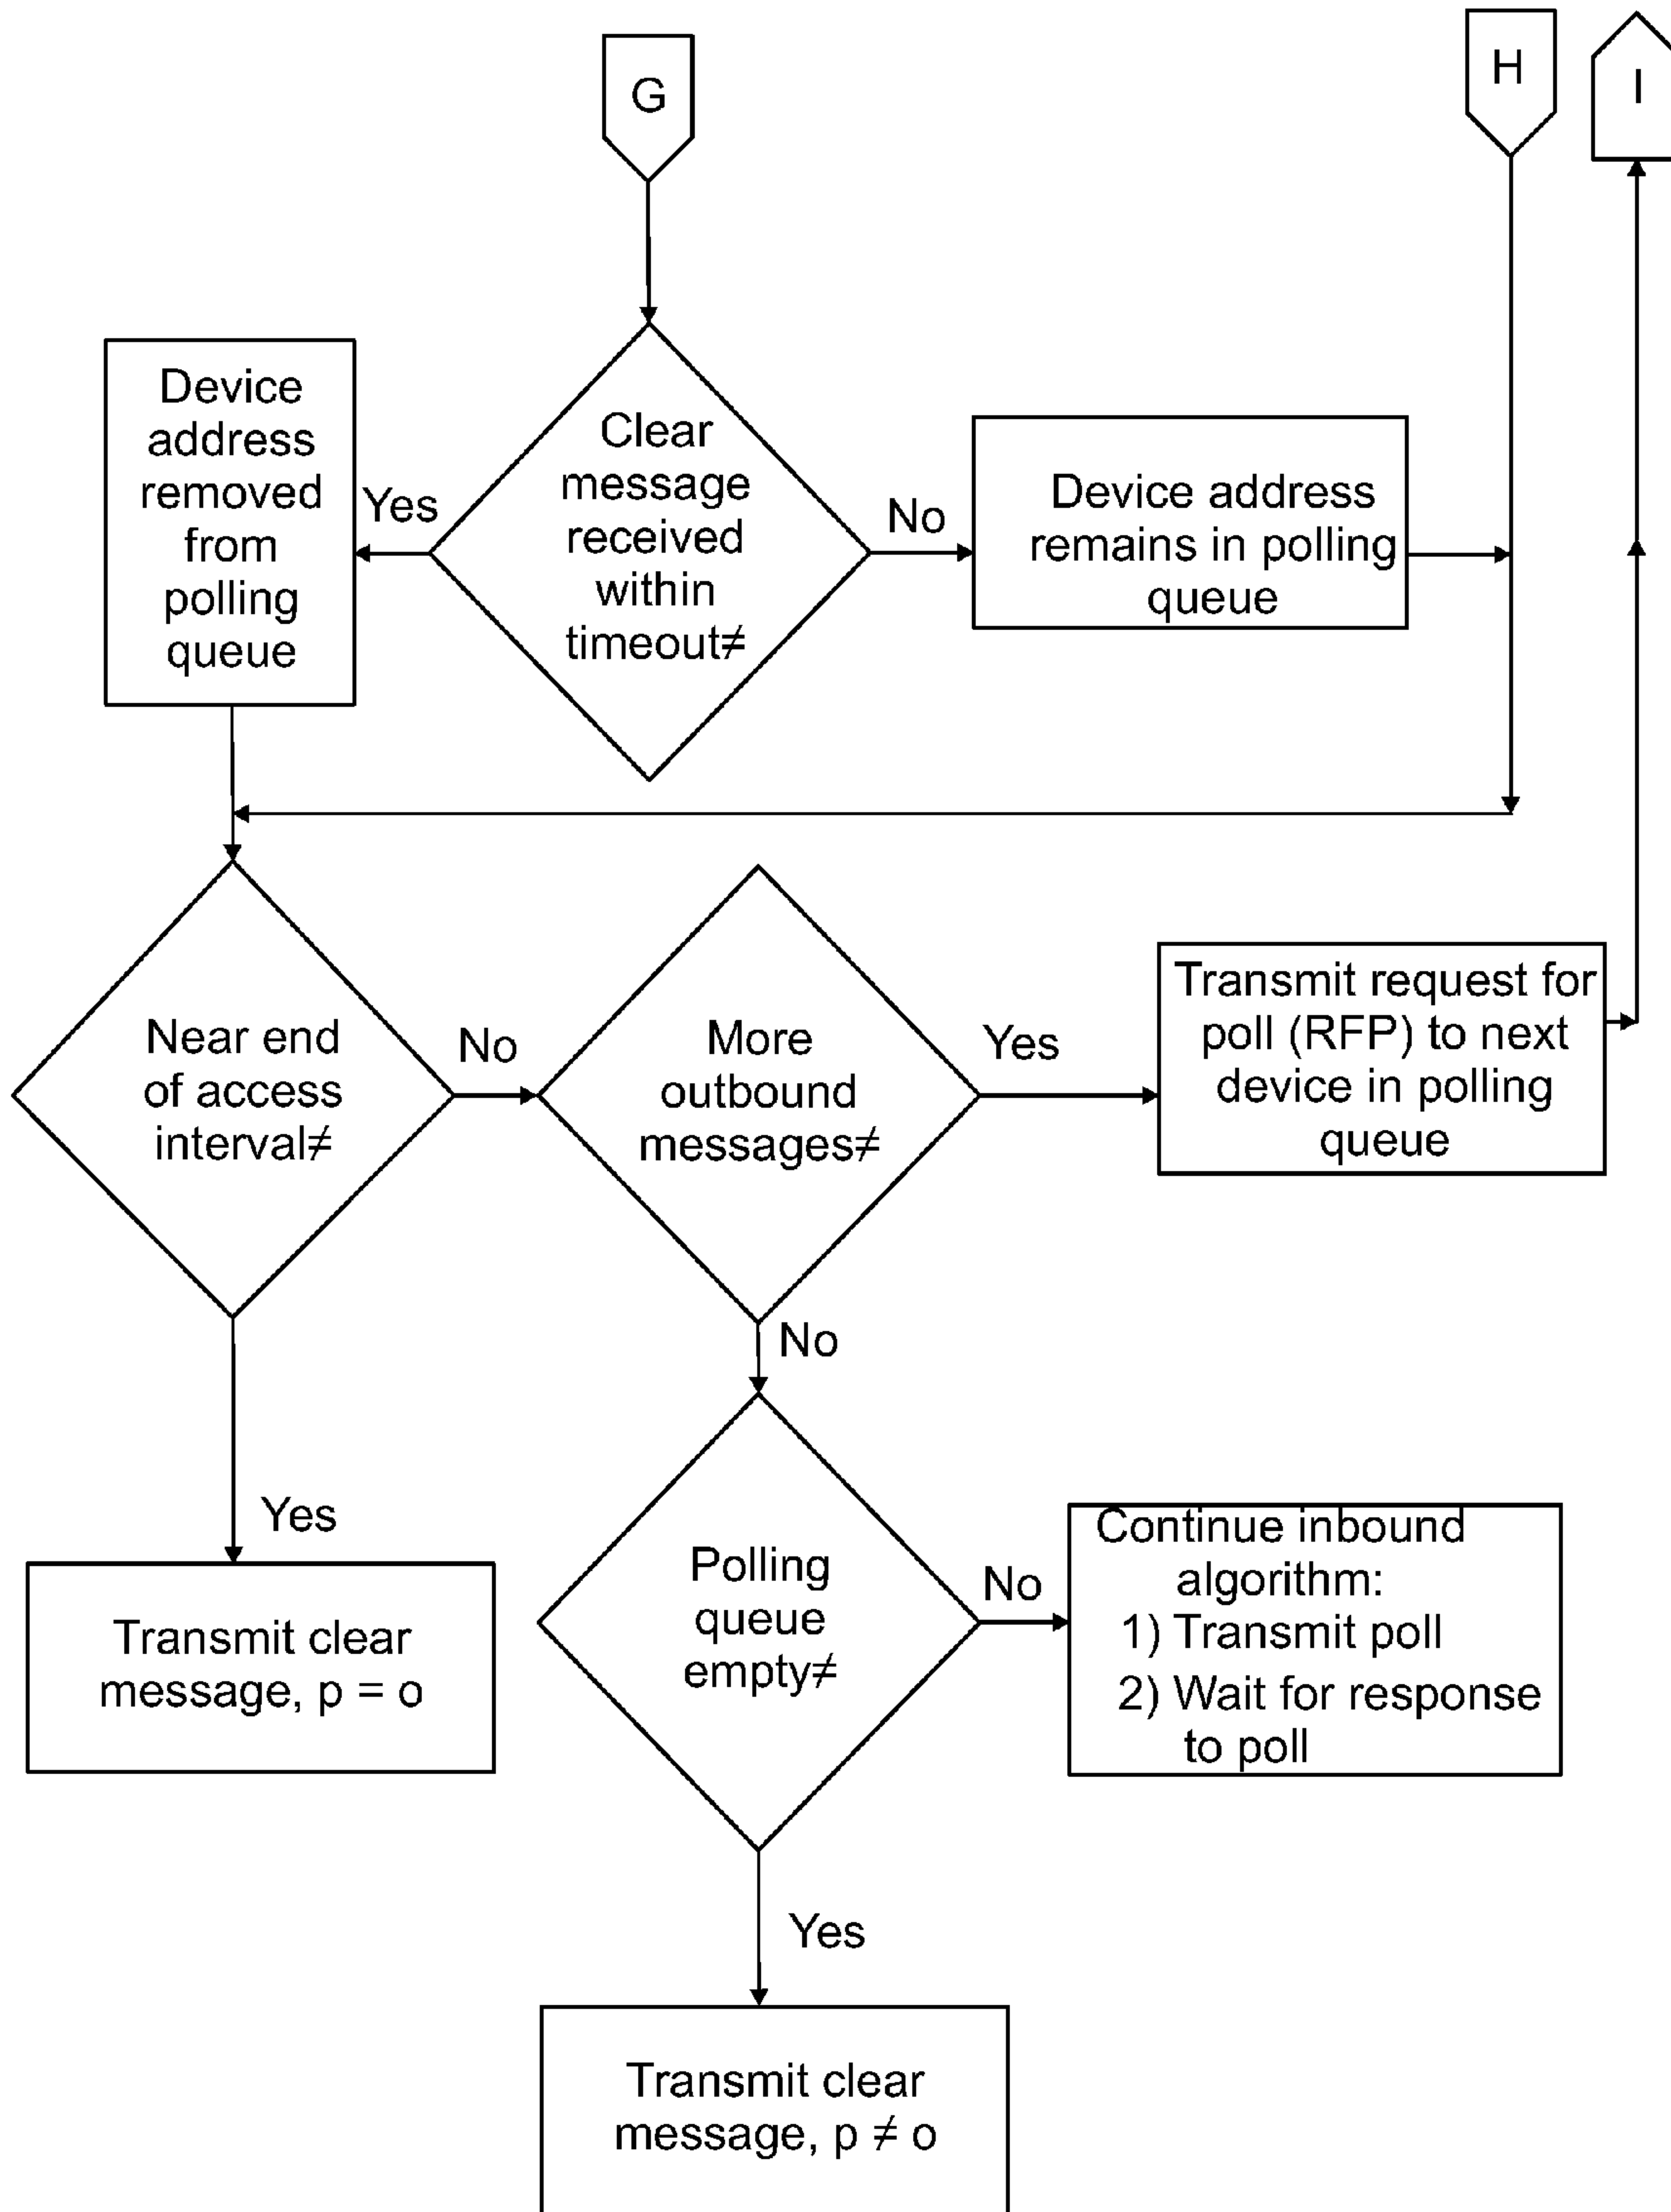 G
H
I
Device
address
removed
from
polling
queue
Yes
Clear
message
received
within
timeout≠
No
Device address
remains in polling
queue
Near end
of access
interval≠
No
More
outbound
messages≠
Yes
Transmit request for
poll (RFP) to next
device in polling
queue
No
Yes
Transmit clear
message, p = o
Polling
queue
empty≠
No
Continue inbound
algorithm:
1) Transmit poll
2) Wait for response
to poll
Yes
Transmit clear
message, p ≠ o